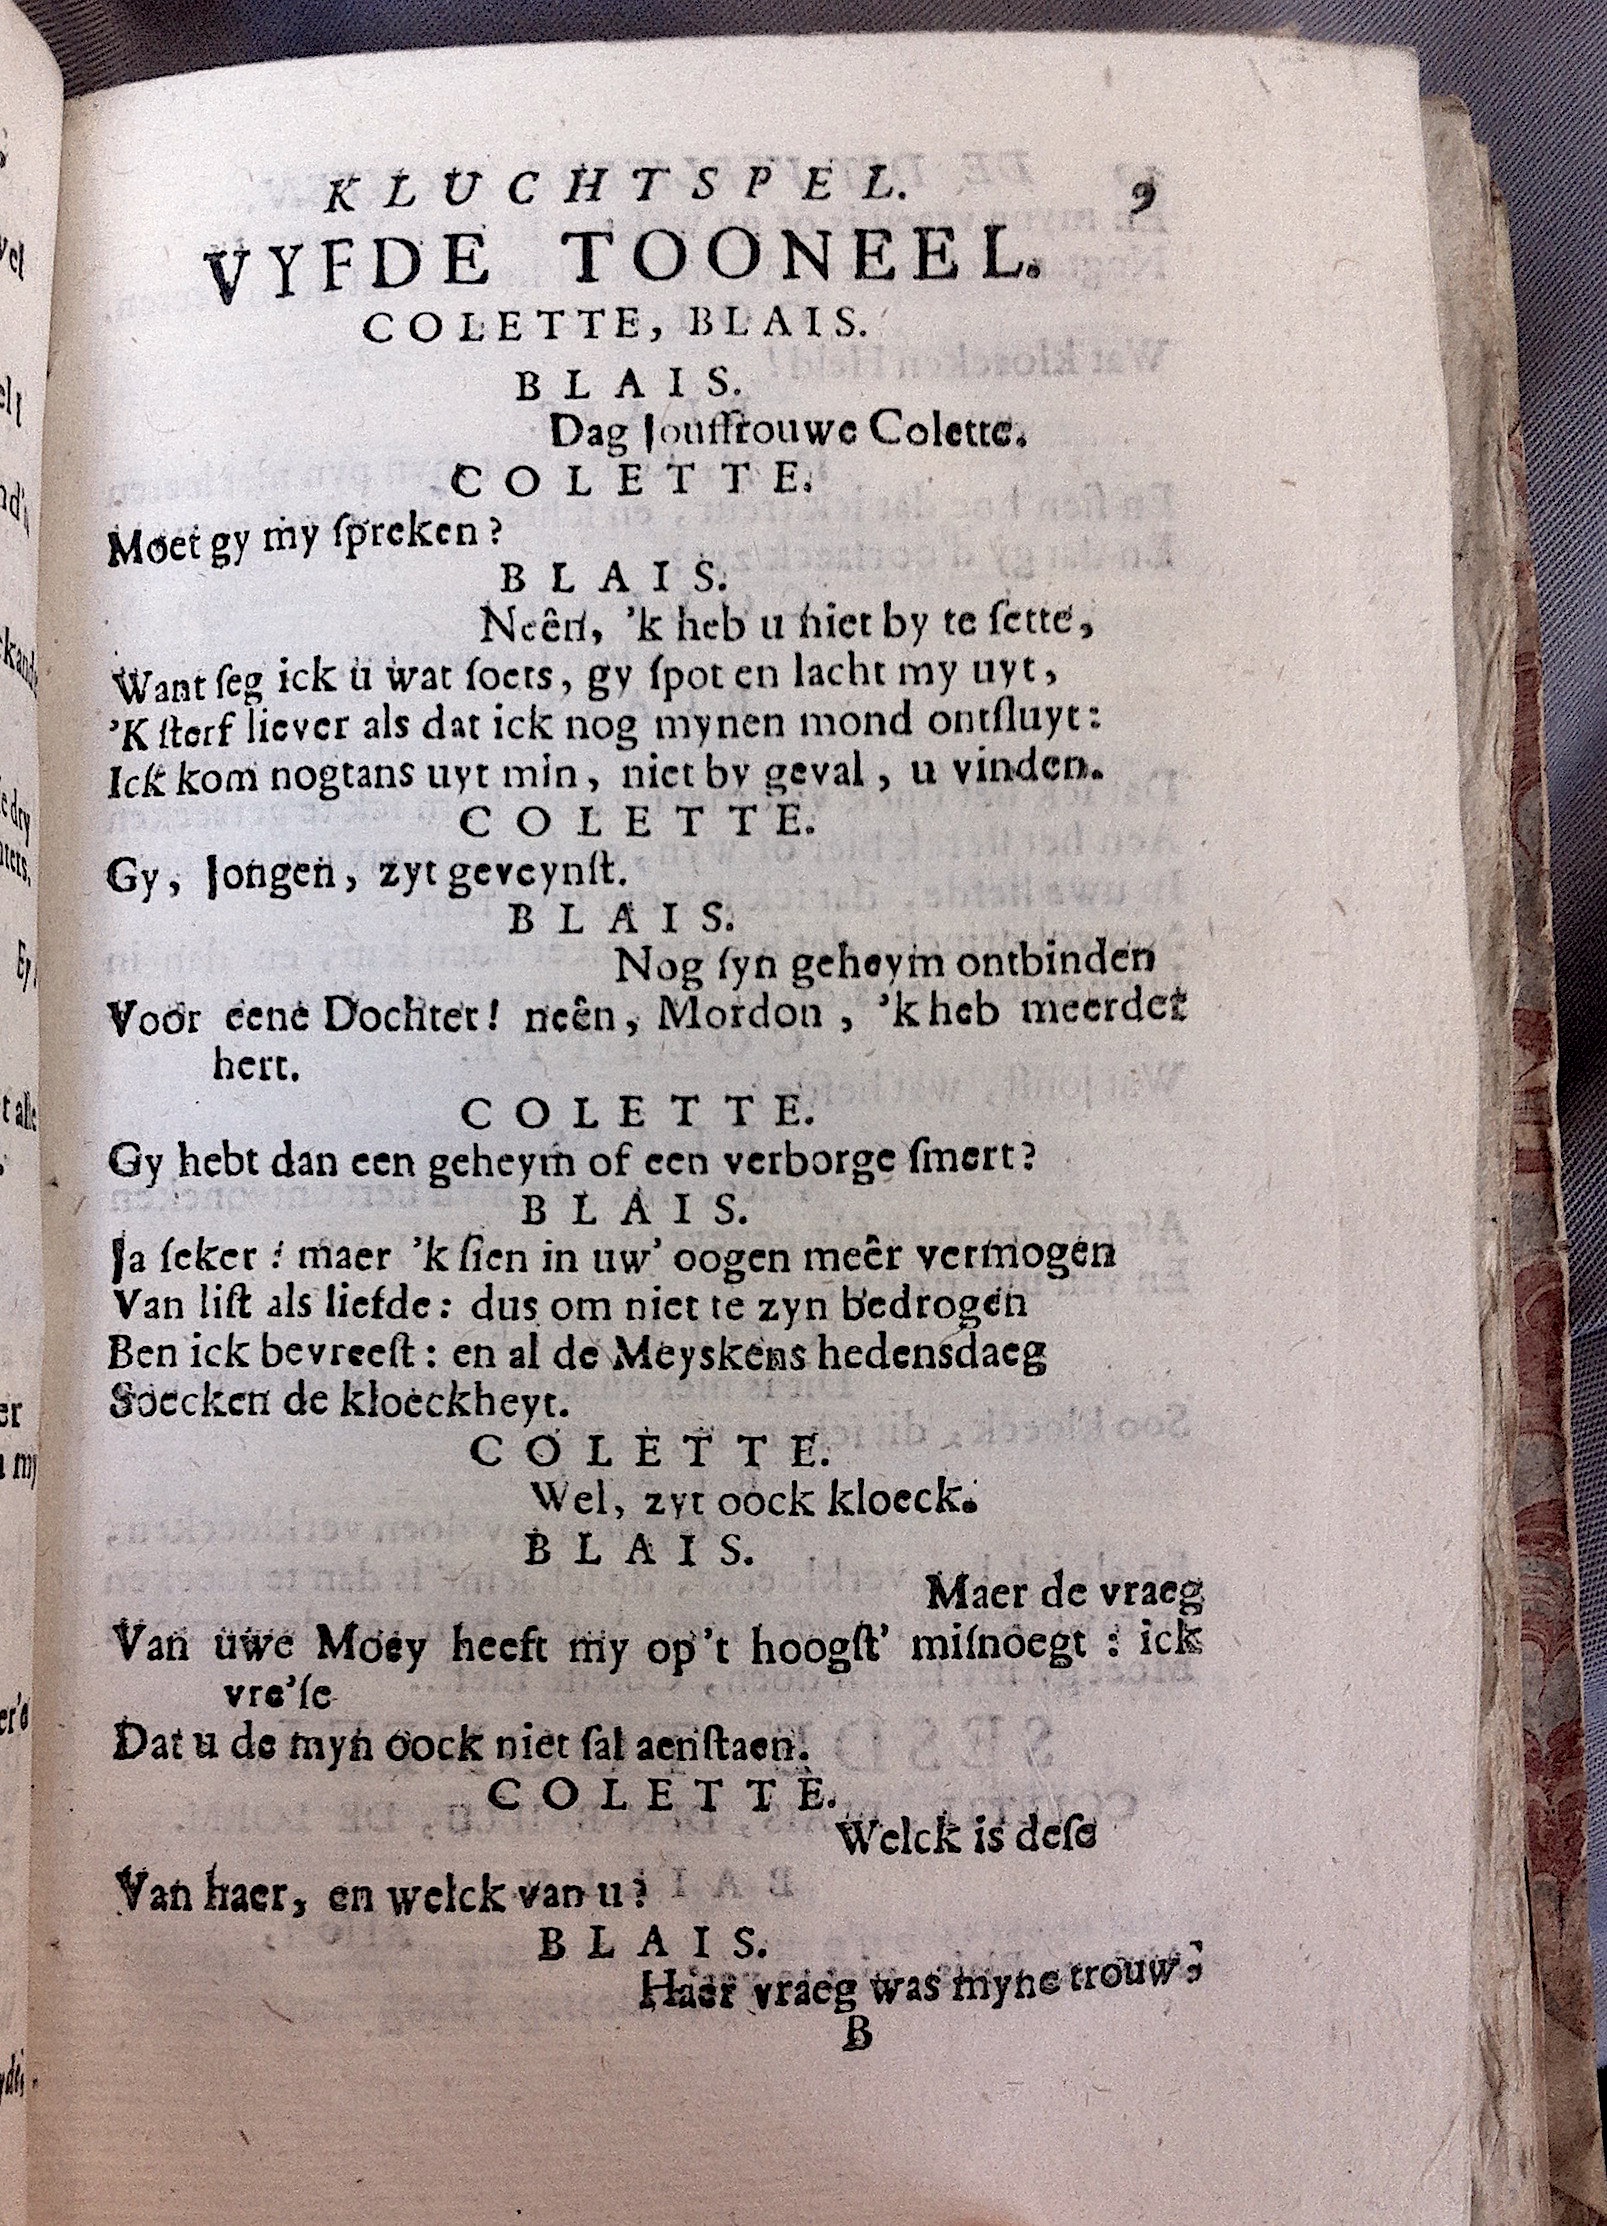 KLUCHTSPEL. 9
VYFDE TOONEEL.
COLETTE, BLAIS.
BLAIS.
Dag Jouffrouwe Colette.
COLETTE.
Moet gy my ſpreken?
BLAIS.
Neên, 'k heb u niet by te ſette,
Want ſeg ick u wat ſoets, gy ſpot en lacht my uyt,
'K ſterf liever als dat ick nog mynen mond ontſluyt:
Ick kom nogtans uyt min, niet by geval, u vinden.
COLETTE.
Gy, Jongen, zyt geveynſt.
BLAIS.
Nog ſyn geheym ontbinden
Voor eene Dochter! neên, Mordon, 'k heb meerder
hert.
COLETTE.
Gy hebt dan een geheym of een verborge ſmert?
BLAIS.
Ja ſeker: maer 'k ſien in uw' oogen meêr vermogen
Van liſt als liefde: dus om niet te zyn bedrogen
Ben ick bevreeſt: en al de Meyskens hedensdaeg
Soecken de kloeckheyt.
COLETTE.
Wel, zyt oock kloeck.
BLAIS.
Maer de vraeg
Van uwe Moey heeft my op't hoogſt' miſnoegt: ick
vre'ſe
Dat u de myn oock niet ſal aenſtaen.
COLETTE.
Welck is deſe
Van haer, en welck van u?
BLAIS.
Haer vraeg was myne trouw;
B